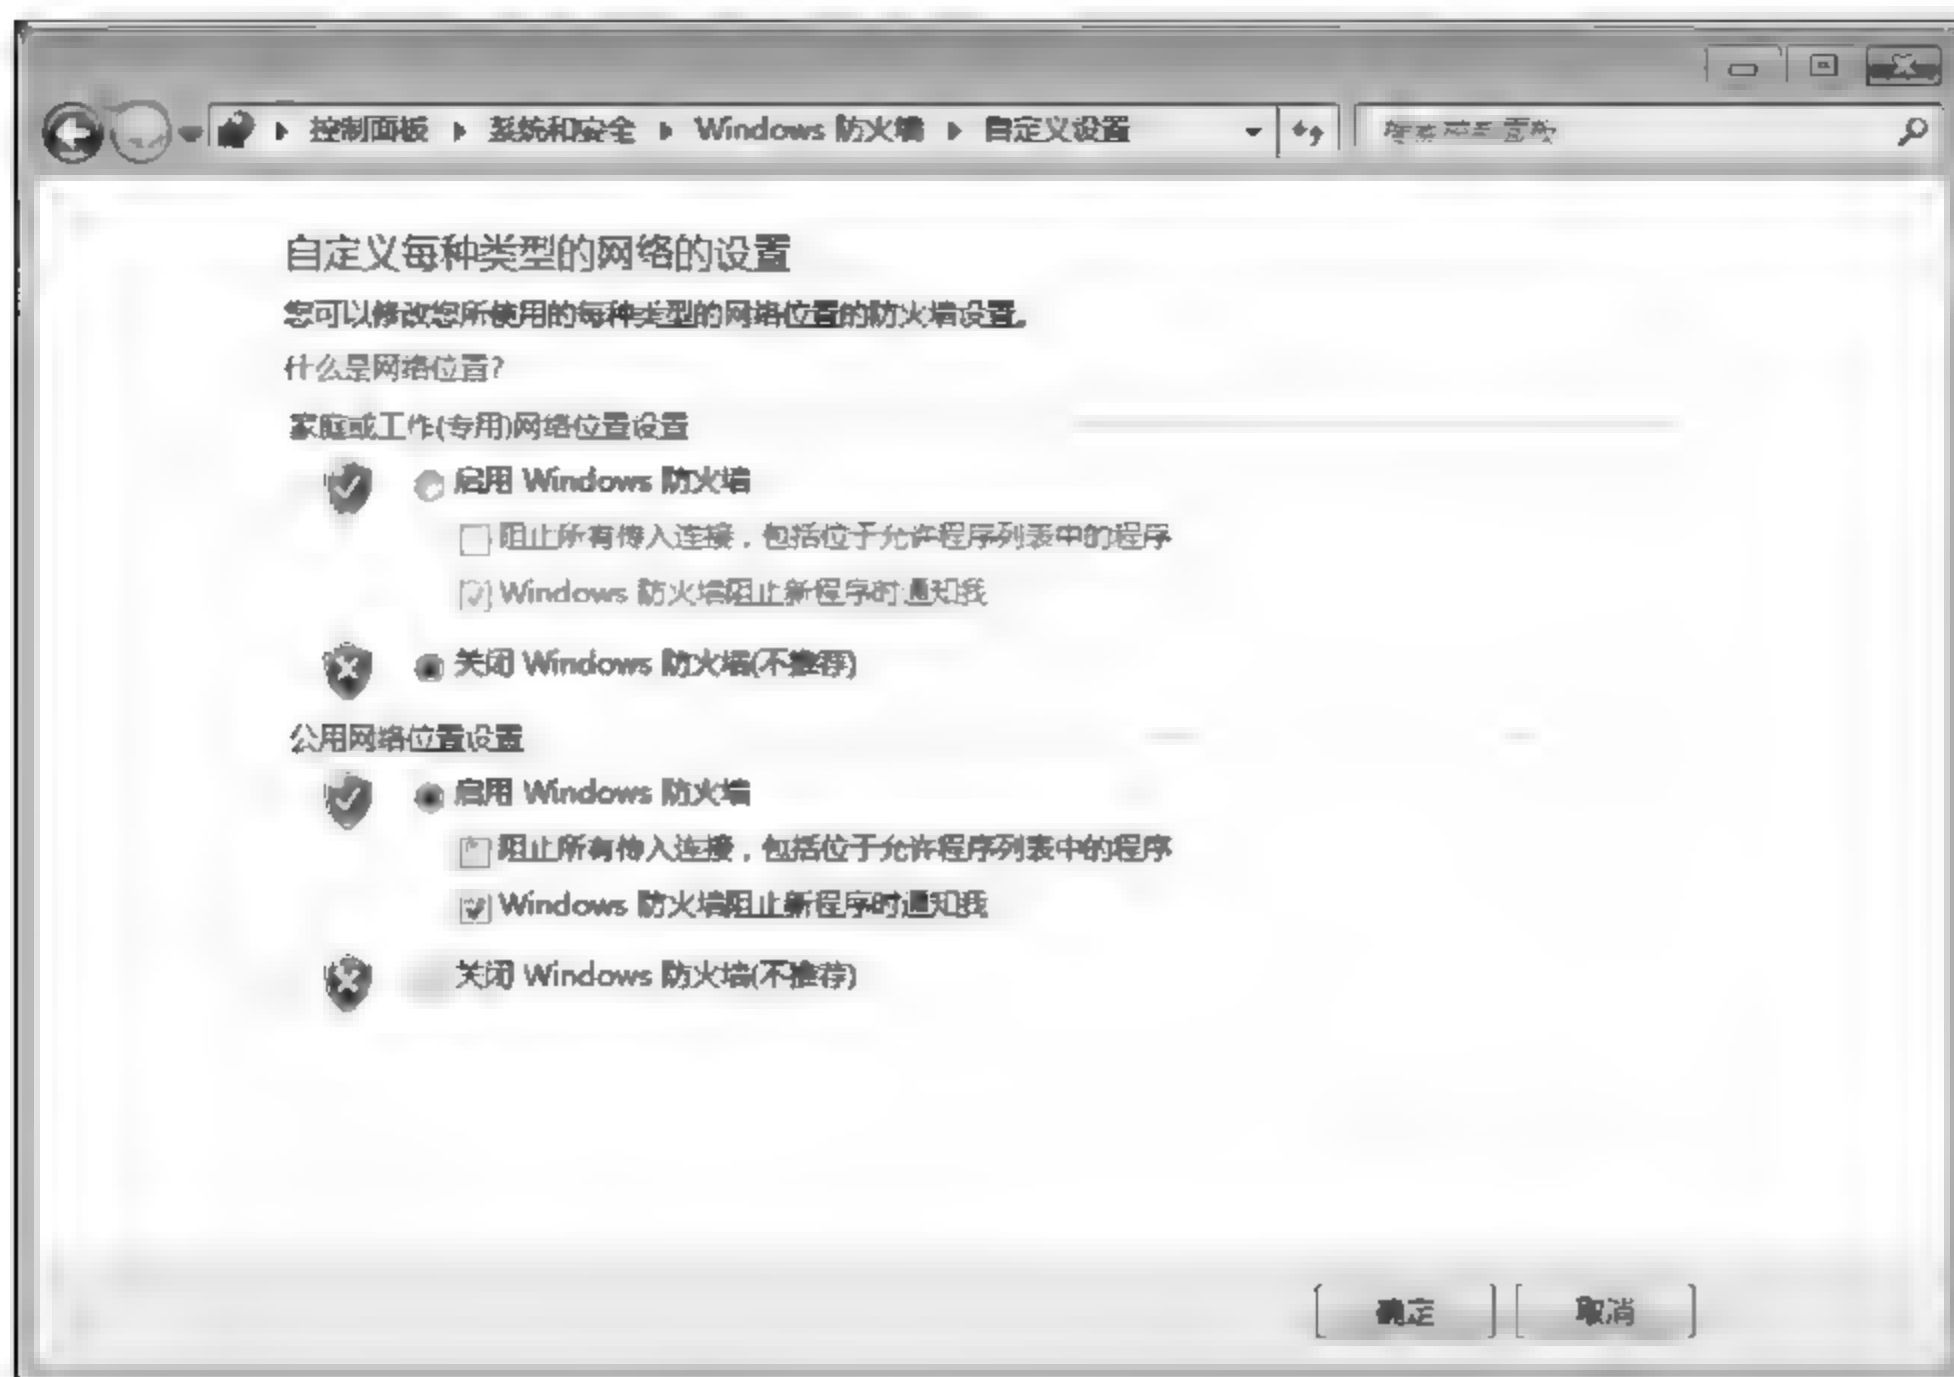 控制面板 ▸ 系统和安全 ▸ Windows 防火墙 ▸ 自定义设置
自定义每种类型的网络的设置
您可以修改您所使用的每种类型的网络位置的防火墙设置。
什么是网络位置?
家庭或工作(专用)网络位置设置
启用 Windows 防火墙
阻止所有传入连接，包括位于允许程序列表中的程序
Windows 防火墙阻止新程序时通知我
关闭 Windows 防火墙(不推荐)
公用网络位置设置
启用 Windows 防火墙
阻止所有传入连接，包括位于允许程序列表中的程序
Windows 防火墙阻止新程序时通知我
关闭 Windows 防火墙(不推荐)
确定 取消